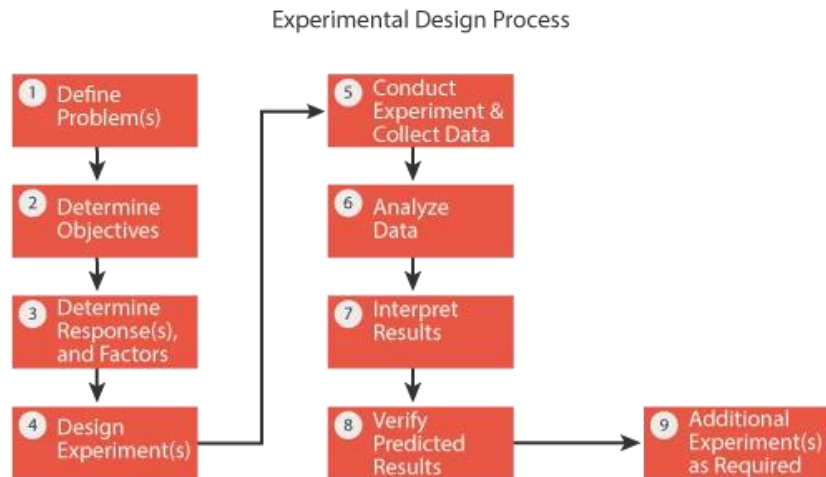 Experimental Design Process
1 Define
Problem(s)
2 Determine
Objectives
3 Determine
Response(s),
and Factors
4 Design
Experiment(s)
5 Conduct
Experiment &
Collect Data
6 Analyze
Data
7 Interpret
Results
8 Verify
Predicted
Results
9 Additional
Experiment(s)
as Required